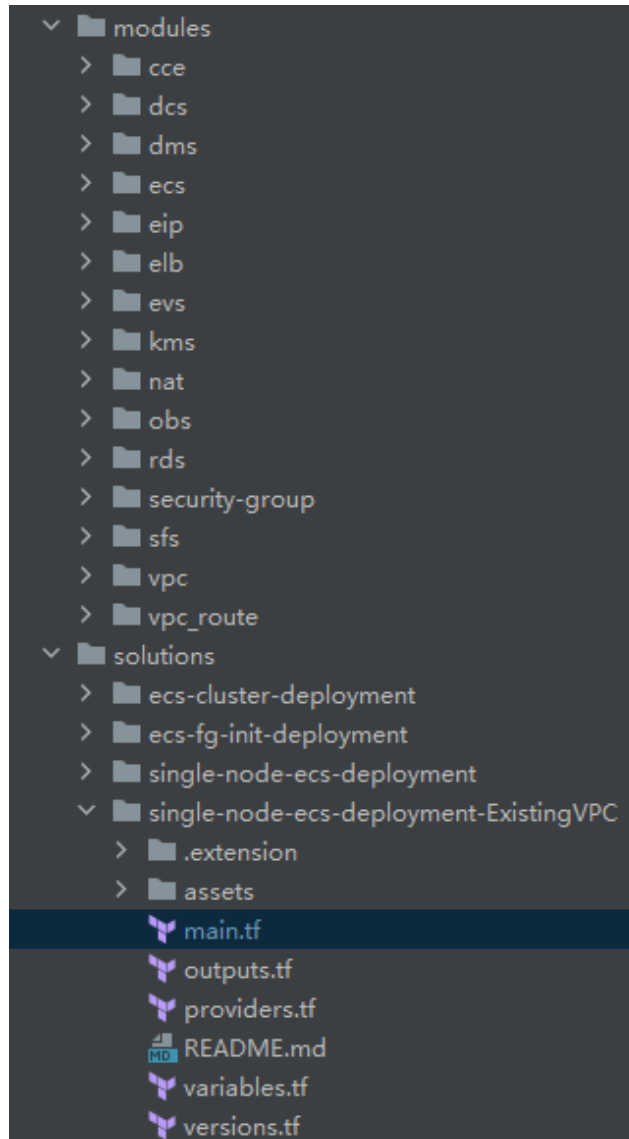 modules
cce
dcs
dms
ecs
eip
elb
evs
kms
nat
obs
rds
security-group
sfs
vpc
vpc_route
solutions
ecs-cluster-deployment
ecs-fg-init-deployment
single-node-ecs-deployment
single-node-ecs-deployment-ExistingVPC
.extension
assets
main.tf
outputs.tf
providers.tf
MD README.md
variables.tf
versions.tf